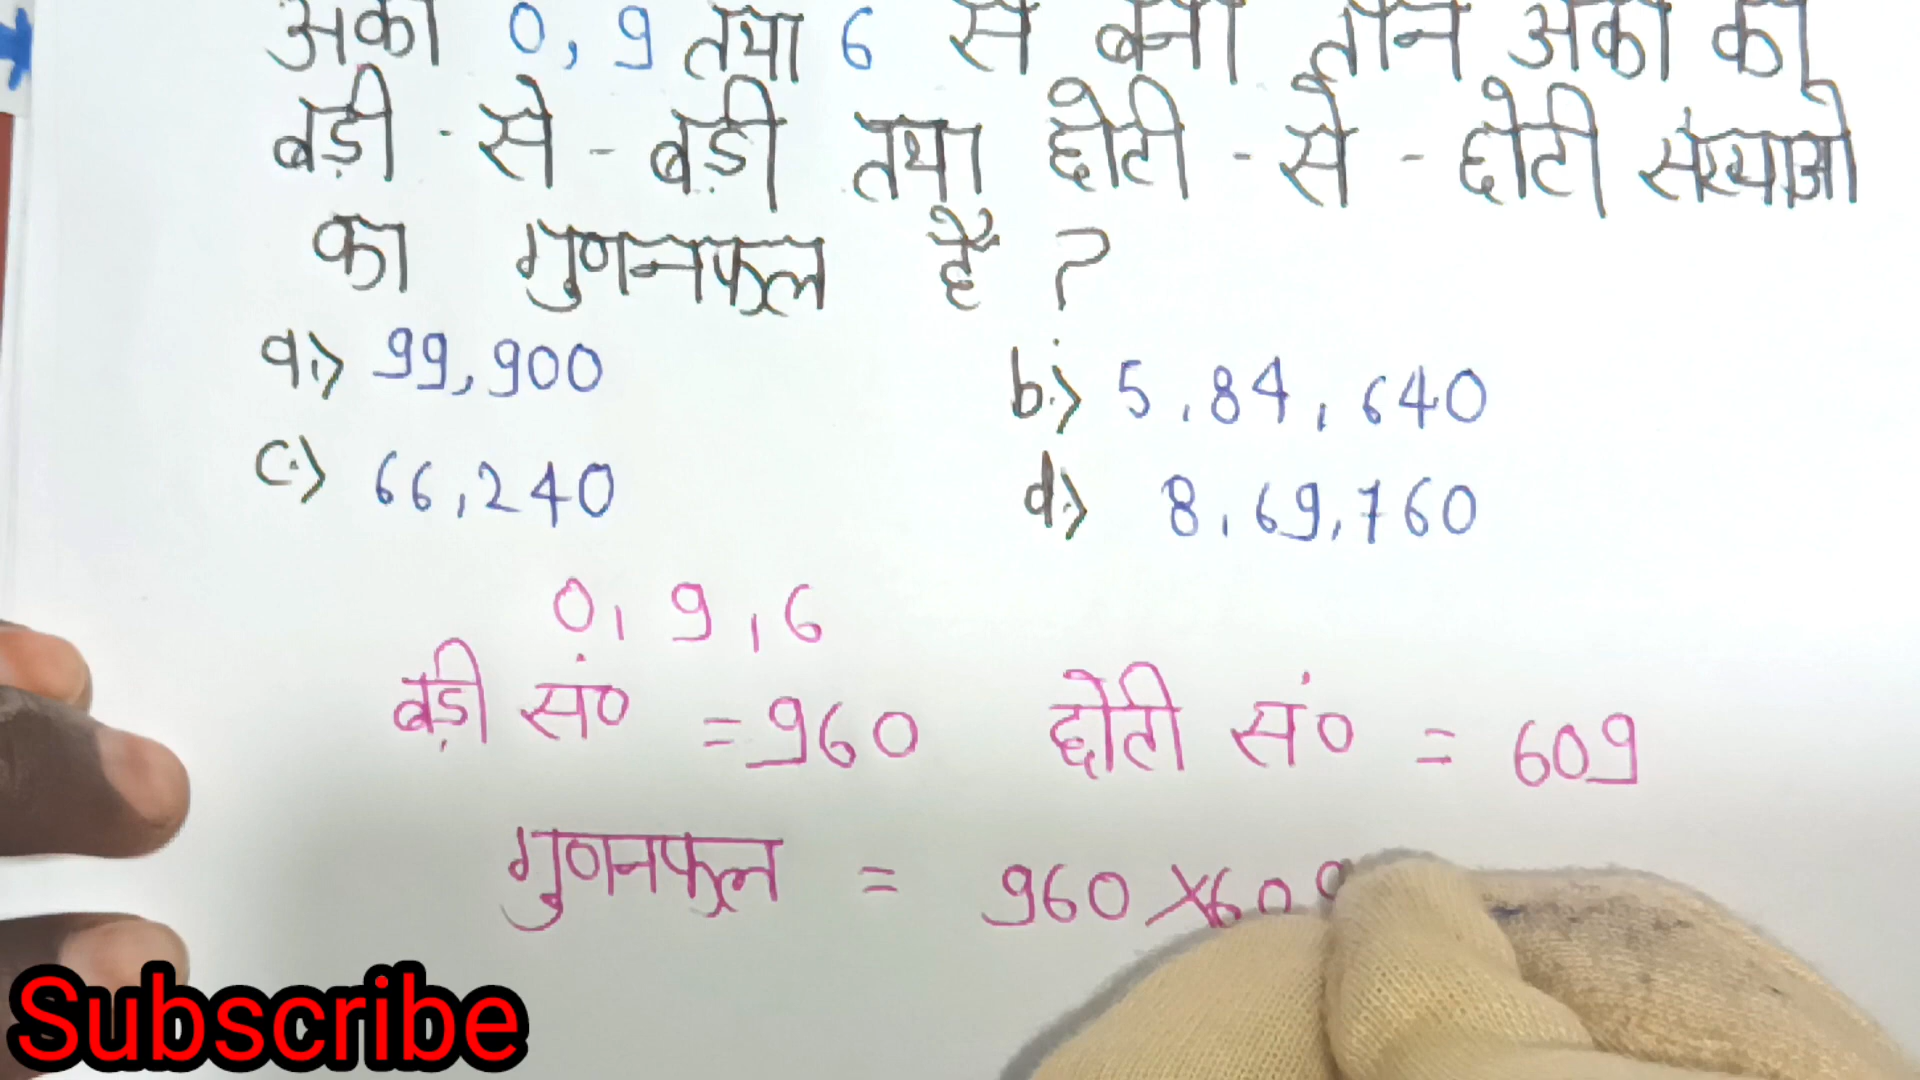 अंको 0, 9 तथा 6 से बनी तीन अंको की
बड़ी - से - बड़ी तथा छोटी - से - छोटी संख्याओ
का गुणनफल हैं ?
a.) 99,900
b.) 5,84,640
c.) 66,240
d.) 8,69,760
0, 9, 6
बड़ी सं० = 960 छोटी सं० = 609
गुणनफल = 960 × 609
Subscribe